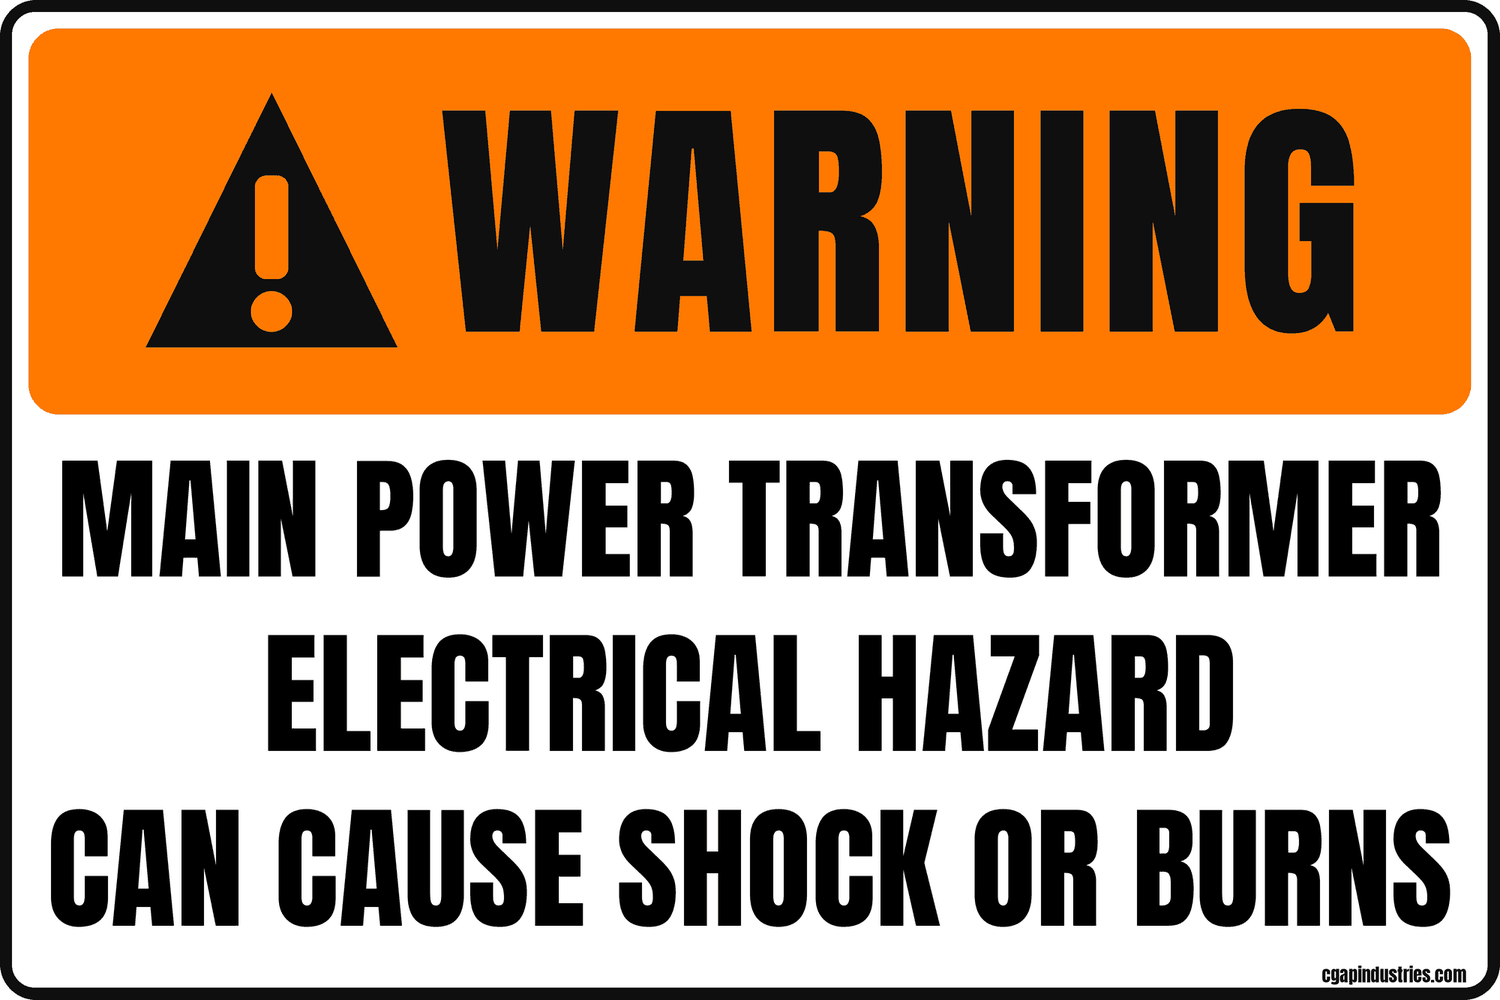 WARNING
MAIN POWER TRANSFORMER
ELECTRICAL HAZARD
CAN CAUSE SHOCK OR BURNS
cgapindustries.com